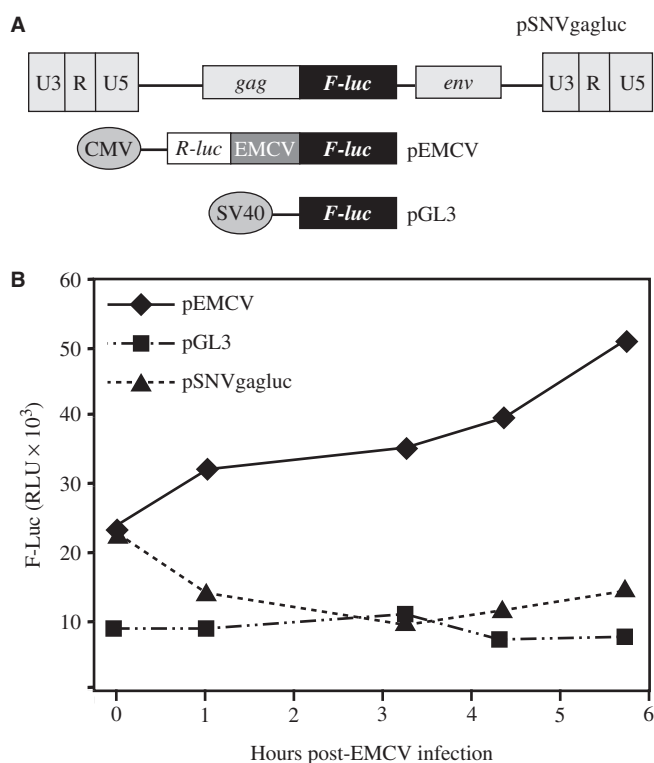 A
pSNVgagluc
U3 R U5 gag F-luc env U3 R U5
CMV R-luc EMCV F-luc pEMCV
SV40 F-luc pGL3
B
60
50
40
30
20
10
F-Luc (RLU × 10³)
pEMCV
pGL3
pSNVgagluc
0 1 2 3 4 5 6
Hours post-EMCV infection